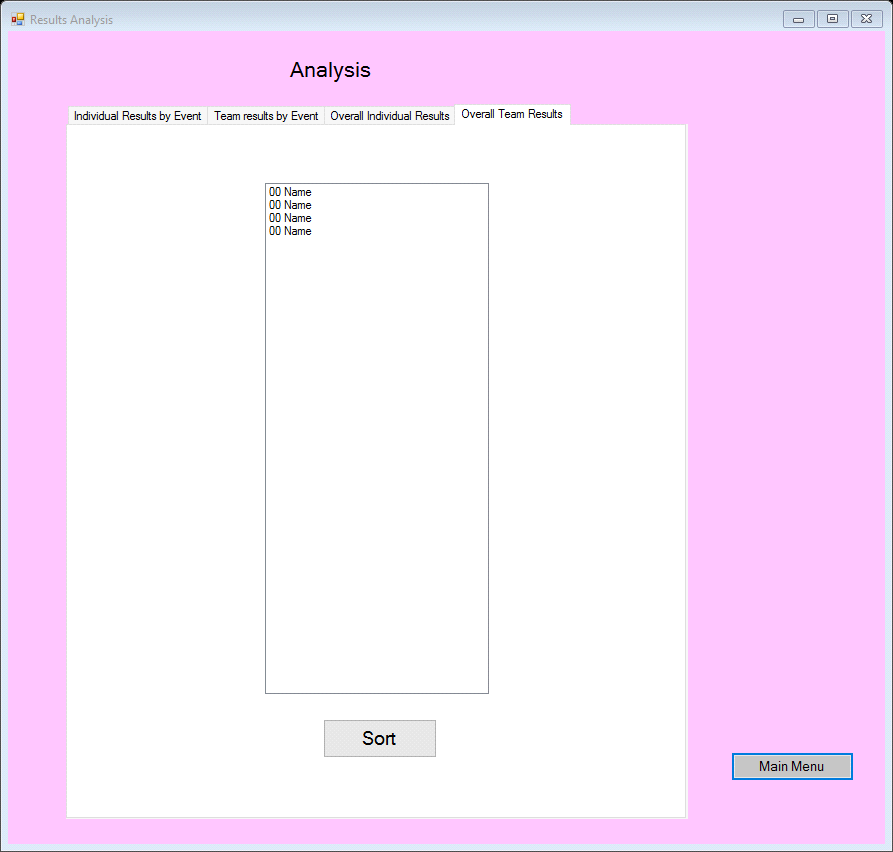 Results Analysis
Analysis
Individual Results by Event Team results by Event Overall Individual Results Overall Team Results
00 Name
00 Name
00 Name
00 Name
Sort
Main Menu